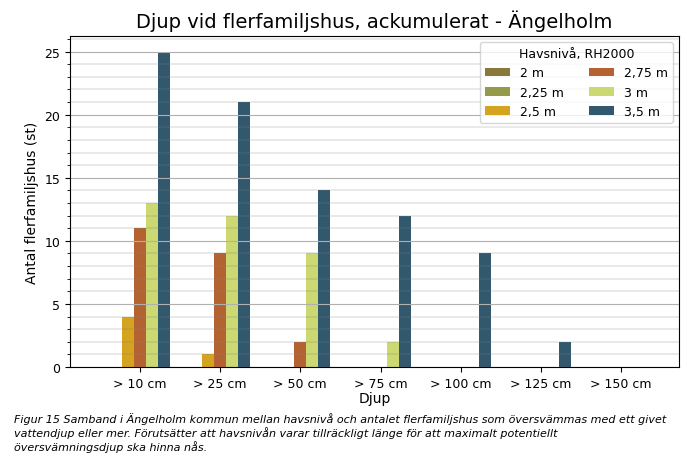 Djup vid flerfamiljshus, ackumulerat - Ängelholm
Antal flerfamiljshus (st)
25
20
15
10
5
0
Havsnivå, RH2000
2 m
2,25 m
2,5 m
2,75 m
3 m
3,5 m
> 10 cm
> 25 cm
> 50 cm
> 75 cm
> 100 cm
> 125 cm
> 150 cm
Djup
Figur 15 Samband i Ängelholm kommun mellan havsnivå och antalet flerfamiljshus som översvämmas med ett givet
vattendjup eller mer. Förutsätter att havsnivån varar tillräckligt länge för att maximalt potentiellt
översvämningsdjup ska hinna nås.